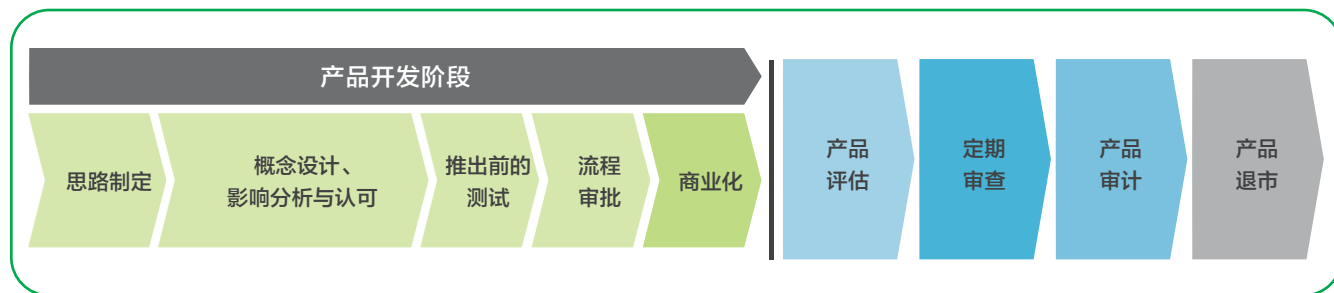 产品开发阶段
思路制定
概念设计、
影响分析与认可
推出前的
测试
流程
审批
商业化
产品
评估
定期
审查
产品
审计
产品
退市